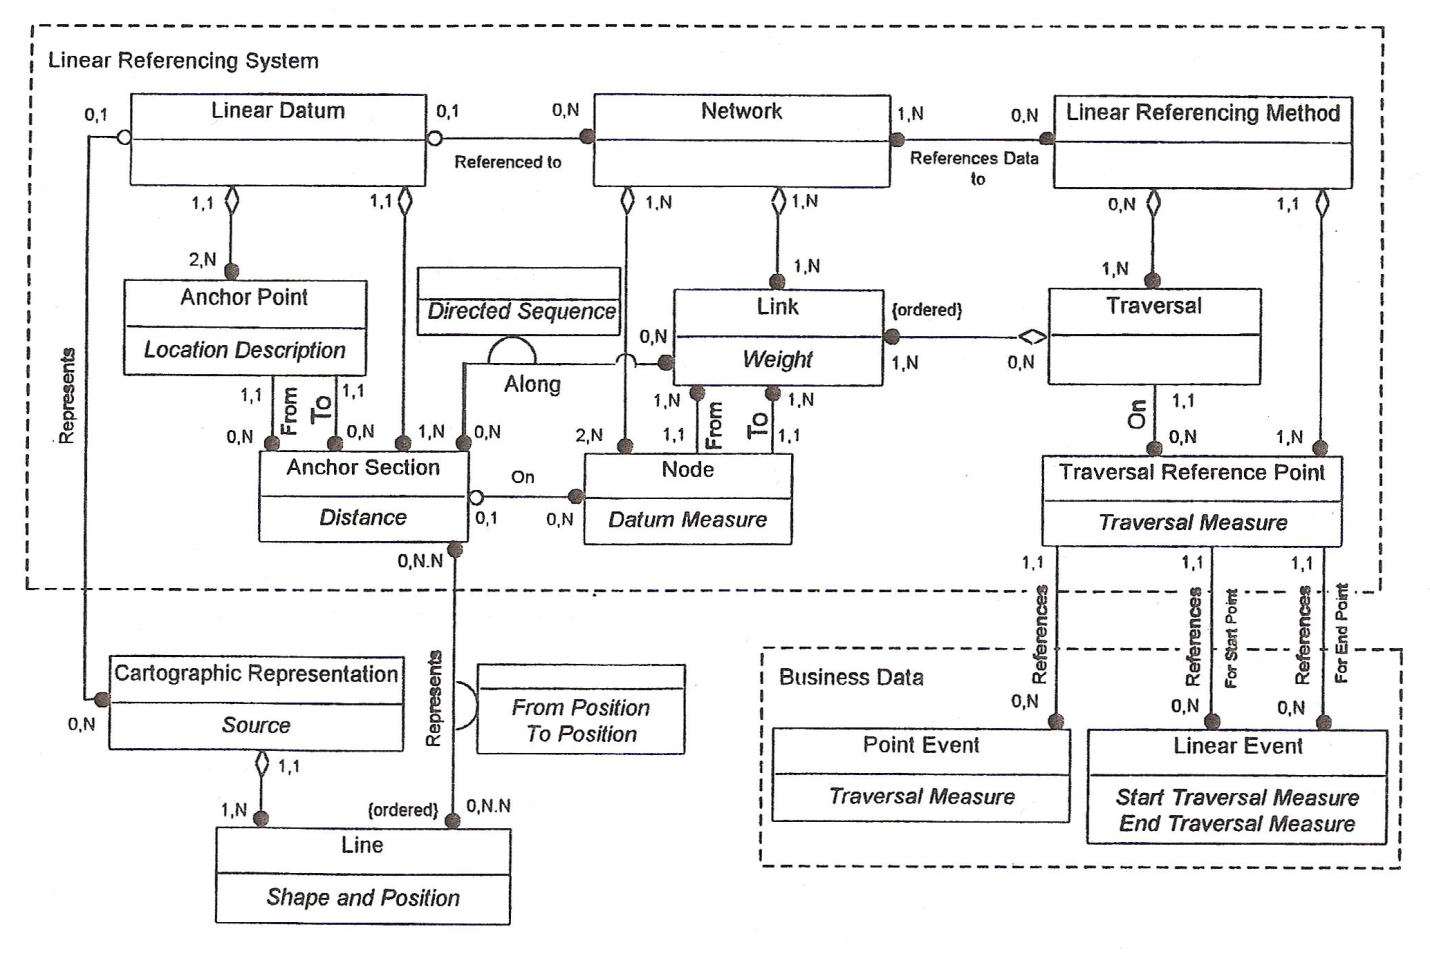 Linear Referencing System
0,1
Linear Datum
0,1
0,N
Network
1,N
0,N
Linear Referencing Method
Referenced to
References Data
to
1,1
1,1
1,N
1,N
0,N
1,1
2,N
1,N
1,N
Anchor Point
Location Description
Directed Sequence
Link
Weight
{ordered}
1,N
0,N
Traversal
0,N
Along
Represents
1,1
From
To
1,1
0,N
0,N
1,N
0,N
2,N
1,N
1,1
From
To
1,N
1,1
On
1,1
0,N
1,N
Anchor Section
Distance
On
0,1
0,N
Node
Datum Measure
Traversal Reference Point
Traversal Measure
0,N.N
1,1
1,1
1,1
References
References
For Start Point
References
For End Point
Cartographic Representation
Source
0,N
Represents
From Position
To Position
Business Data
0,N
0,N
0,N
1,1
1,N
{ordered}
0,N.N
Point Event
Traversal Measure
Linear Event
Start Traversal Measure
End Traversal Measure
Line
Shape and Position